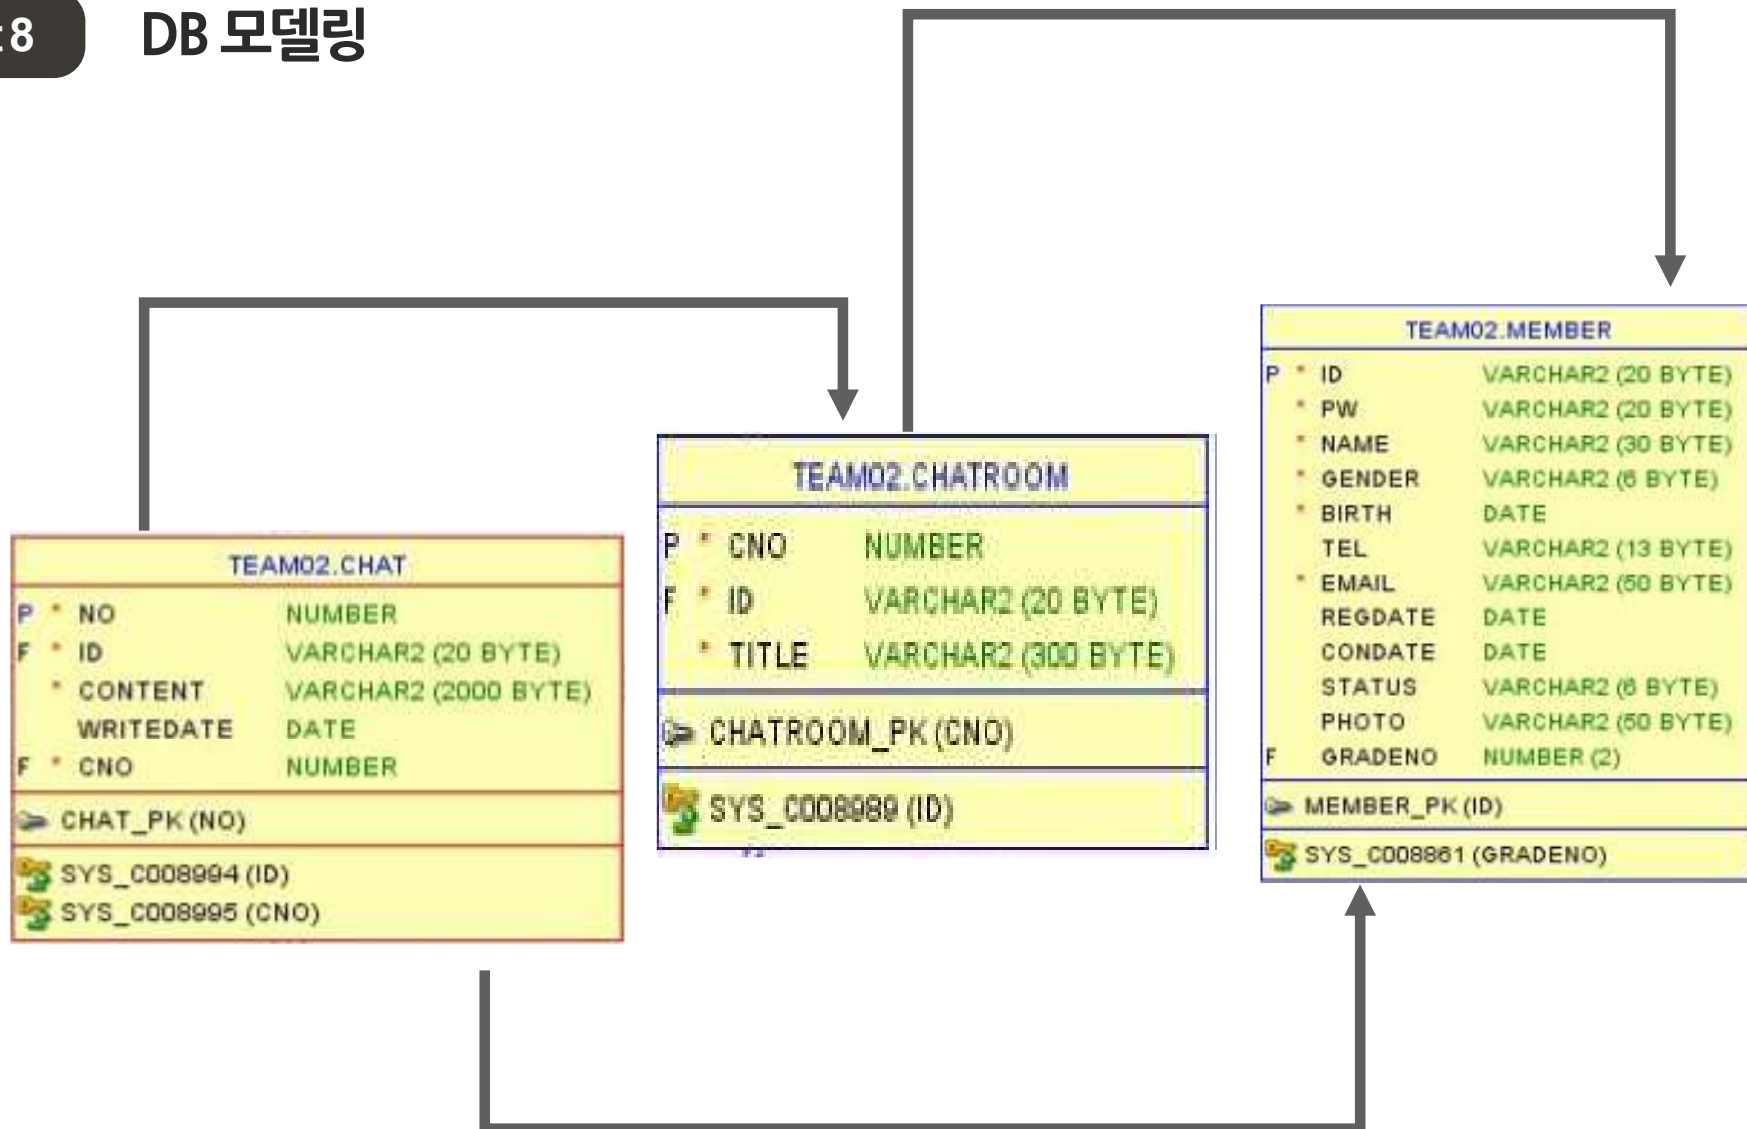 8
DB 모델링
TEAM02.CHAT
P * NO NUMBER
F * ID VARCHAR2 (20 BYTE)
* CONTENT VARCHAR2 (2000 BYTE)
WRITEDATE DATE
F * CNO NUMBER
CHAT_PK (NO)
SYS_C008994 (ID)
SYS_C008995 (CNO)
TEAM02.CHATROOM
P * CNO NUMBER
F * ID VARCHAR2 (20 BYTE)
* TITLE VARCHAR2 (300 BYTE)
CHATROOM_PK (CNO)
SYS_C008989 (ID)
TEAM02.MEMBER
P * ID VARCHAR2 (20 BYTE)
* PW VARCHAR2 (20 BYTE)
* NAME VARCHAR2 (30 BYTE)
* GENDER VARCHAR2 (6 BYTE)
* BIRTH DATE
TEL VARCHAR2 (13 BYTE)
* EMAIL VARCHAR2 (50 BYTE)
REGDATE DATE
CONDATE DATE
STATUS VARCHAR2 (6 BYTE)
PHOTO VARCHAR2 (50 BYTE)
F GRADENO NUMBER (2)
MEMBER_PK (ID)
SYS_C008861 (GRADENO)